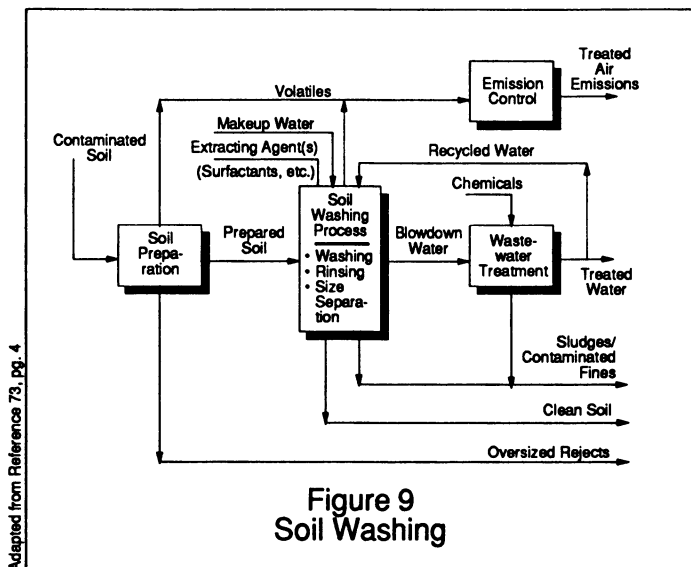 Treated
Air
Emissions
Emission
Control
Volatiles
Makeup Water
Contaminated
Soil
Extracting Agent(s)
(Surfactants, etc.)
Recycled Water
Chemicals
Soil
Washing
Process
• Washing
• Rinsing
• Size
Separa-
tion
Soil
Prepa-
ration
Prepared
Soil
Blowdown
Water
Waste-
water
Treatment
Treated
Water
Sludges/
Contaminated
Fines
Clean Soil
Oversized Rejects
Figure 9
Soil Washing
Adapted from Reference 73, pg. 4